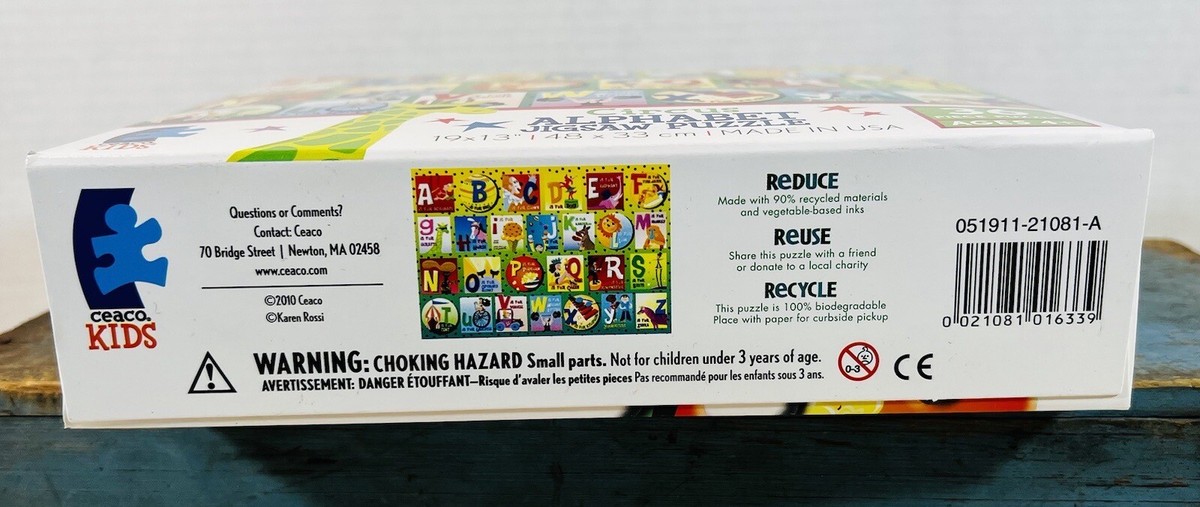 KIDS
Circus
ALPHABET
JIGSAW PUZZLE
19x13" | 48 x 33 cm | MADE IN USA
ceaco.
KIDS
Questions or Comments?
Contact: Ceaco
70 Bridge Street | Newton, MA 02458
www.ceaco.com
©2010 Ceaco
©Karen Rossi
A B C D E F
g H i J K L M
N O P Q R S
T U V W X y Z
REDUCE
Made with 90% recycled materials
and vegetable-based inks
REUSE
Share this puzzle with a friend
or donate to a local charity
RECYCLE
This puzzle is 100% biodegradable
Place with paper for curbside pickup
051911-21081-A
0 021081 016339
WARNING: CHOKING HAZARD Small parts. Not for children under 3 years of age.
AVERTISSEMENT: DANGER ÉTOUFFANT—Risque d'avaler les petites pieces Pas recommandé pour les enfants sous 3 ans.
0-3
CE